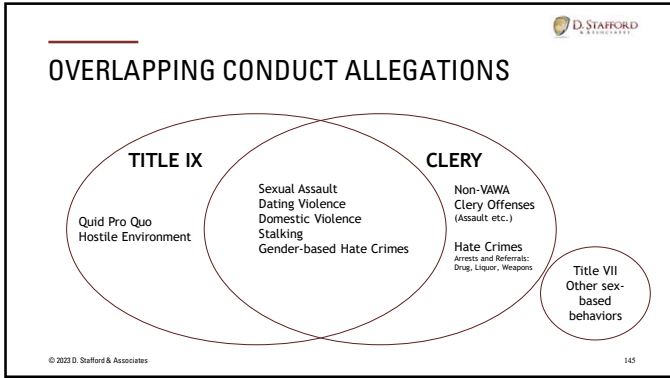 D. STAFFORD
& ASSOCIATES
OVERLAPPING CONDUCT ALLEGATIONS
TITLE IX
Quid Pro Quo
Hostile Environment
Sexual Assault
Dating Violence
Domestic Violence
Stalking
Gender-based Hate Crimes
CLERY
Non-VAWA
Clery Offenses
(Assault etc.)
Hate Crimes
Arrests and Referrals:
Drug, Liquor, Weapons
Title VII
Other sex-
based
behaviors
© 2023 D. Stafford & Associates
145